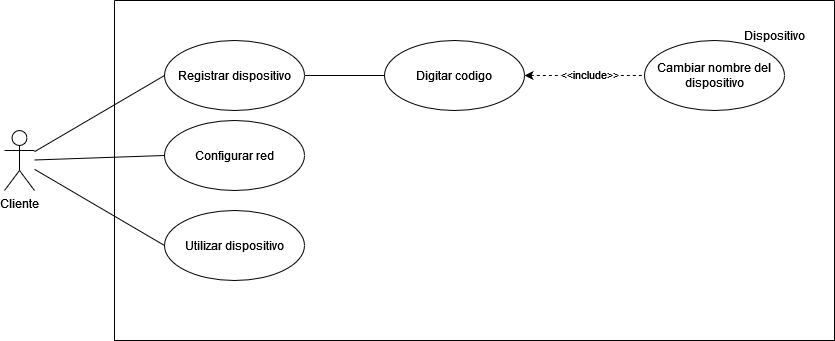 Dispositivo
Registrar dispositivo
Digitar codigo
<<include>>
Cambiar nombre del
dispositivo
Configurar red
Cliente
Utilizar dispositivo